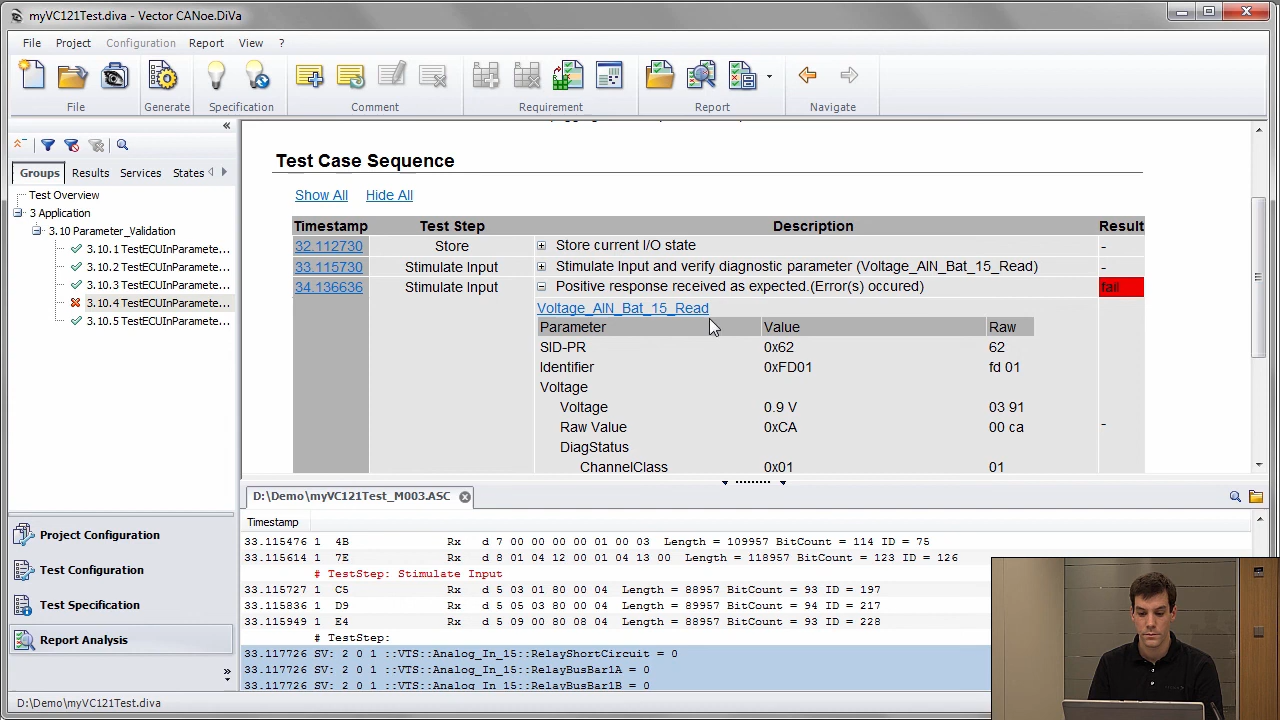 myVC121Test.diva - Vector CANoe.DiVa
File Project Configuration Report View ?
File Generate Specification Comment Requirement Report Navigate
Groups Results Services States
Test Overview
3 Application
3.10 Parameter_Validation
3.10.1 TestECUInParamete...
3.10.2 TestECUInParamete...
3.10.3 TestECUInParamete...
3.10.4 TestECUInParamete...
3.10.5 TestECUInParamete...
Project Configuration
Test Configuration
Test Specification
Report Analysis
Test Case Sequence
Show All Hide All
Timestamp Test Step Description Result
32.112730 Store Store current I/O state -
33.115730 Stimulate Input Stimulate Input and verify diagnostic parameter (Voltage_AIN_Bat_15_Read) -
34.136636 Stimulate Input Positive response received as expected.(Error(s) occured) fail
Voltage_AIN_Bat_15_Read
Parameter Value Raw
SID-PR 0x62 62
Identifier 0xFD01 fd 01
Voltage
Voltage 0.9 V 03 91
Raw Value 0xCA 00 ca -
DiagStatus
ChannelClass 0x01 01
D:\Demo\myVC121Test_M003.ASC
Timestamp
33.115476 1 4B Rx d 7 00 00 00 00 01 00 03 Length = 109957 BitCount = 114 ID = 75
33.115614 1 7E Rx d 8 01 04 12 00 01 04 13 00 Length = 118957 BitCount = 123 ID = 126
# TestStep: Stimulate Input
33.115727 1 C5 Rx d 5 05 03 01 80 00 04 Length = 88957 BitCount = 93 ID = 197
33.115836 1 D9 Rx d 5 05 03 01 80 00 04 Length = 89957 BitCount = 94 ID = 217
33.115949 1 E4 Rx d 5 03 00 80 08 04 Length = 88957 BitCount = 93 ID = 228
# TestStep:
33.117726 SV: 2 0 1 ::VTS::Analog_In_15::RelayShortCircuit = 0
33.117726 SV: 2 0 1 ::VTS::Analog_In_15::RelayBusBar1A = 0
33.117726 SV: 2 0 1 ::VTS::Analog_In_15::RelayBusBar1B = 0
D:\Demo\myVC121Test.diva